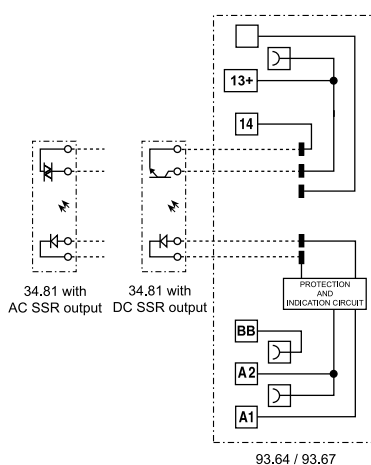 13+
14
34.81 with
AC SSR output
34.81 with
DC SSR output
PROTECTION
AND
INDICATION CIRCUIT
BB
A2
A1
93.64 / 93.67